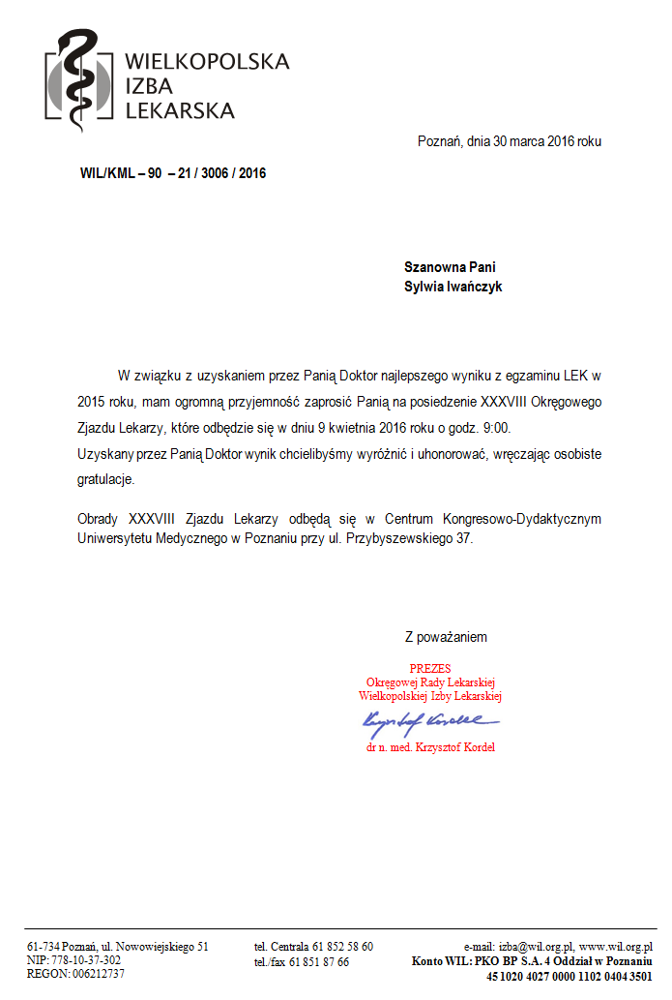 WIELKOPOLSKA
IZBA
LEKARSKA
Poznań, dnia 30 marca 2016 roku
WIL/KML – 90 – 21 / 3006 / 2016
Szanowna Pani
Sylwia Iwańczyk
W związku z uzyskaniem przez Panią Doktor najlepszego wyniku z egzaminu LEK w
2015 roku, mam ogromną przyjemność zaprosić Panią na posiedzenie XXXVIII Okręgowego
Zjazdu Lekarzy, które odbędzie się w dniu 9 kwietnia 2016 roku o godz. 9:00.
Uzyskany przez Panią Doktor wynik chcielibyśmy wyróżnić i uhonorować, wręczając osobiste
gratulacje.
Obrady XXXVIII Zjazdu Lekarzy odbędą się w Centrum Kongresowo-Dydaktycznym
Uniwersytetu Medycznego w Poznaniu przy ul. Przybyszewskiego 37.
Z poważaniem
PREZES
Okręgowej Rady Lekarskiej
Wielkopolskiej Izby Lekarskiej
Krzysztof Kordel
dr n. med. Krzysztof Kordel
61-734 Poznań, ul. Nowowiejskiego 51
NIP: 778-10-37-302
REGON: 006212737
tel. Centrala 61 852 58 60
tel./fax 61 851 87 66
e-mail: izba@wil.org.pl, www.wil.org.pl
Konto WIL: PKO BP S.A. 4 Oddział w Poznaniu
45 1020 4027 0000 1102 0404 3501